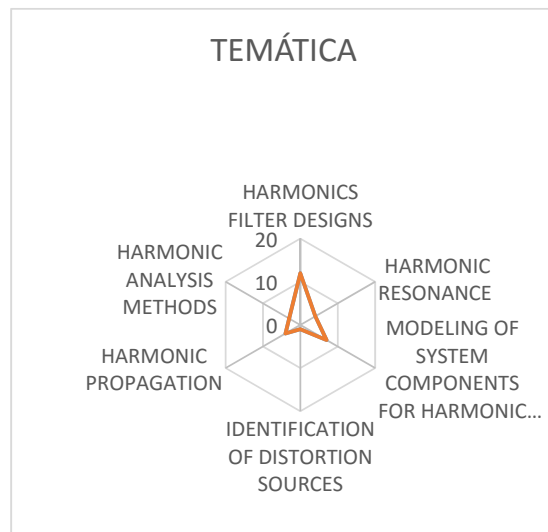 TEMÁTICA
HARMONICS
FILTER DESIGNS
HARMONIC
RESONANCE
MODELING OF
SYSTEM
COMPONENTS
FOR HARMONIC...
IDENTIFICATION
OF DISTORTION
SOURCES
HARMONIC
PROPAGATION
HARMONIC
ANALYSIS
METHODS
20
10
0